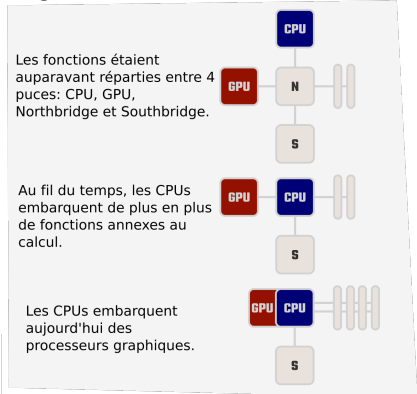 CPU
Les fonctions étaient
auparavant réparties entre 4
puces: CPU, GPU,
Northbridge et Southbridge.
GPU
N
S
Au fil du temps, les CPUs
embarquent de plus en plus
de fonctions annexes au
calcul.
GPU
CPU
S
Les CPUs embarquent
aujourd'hui des
processeurs graphiques.
GPU
CPU
S